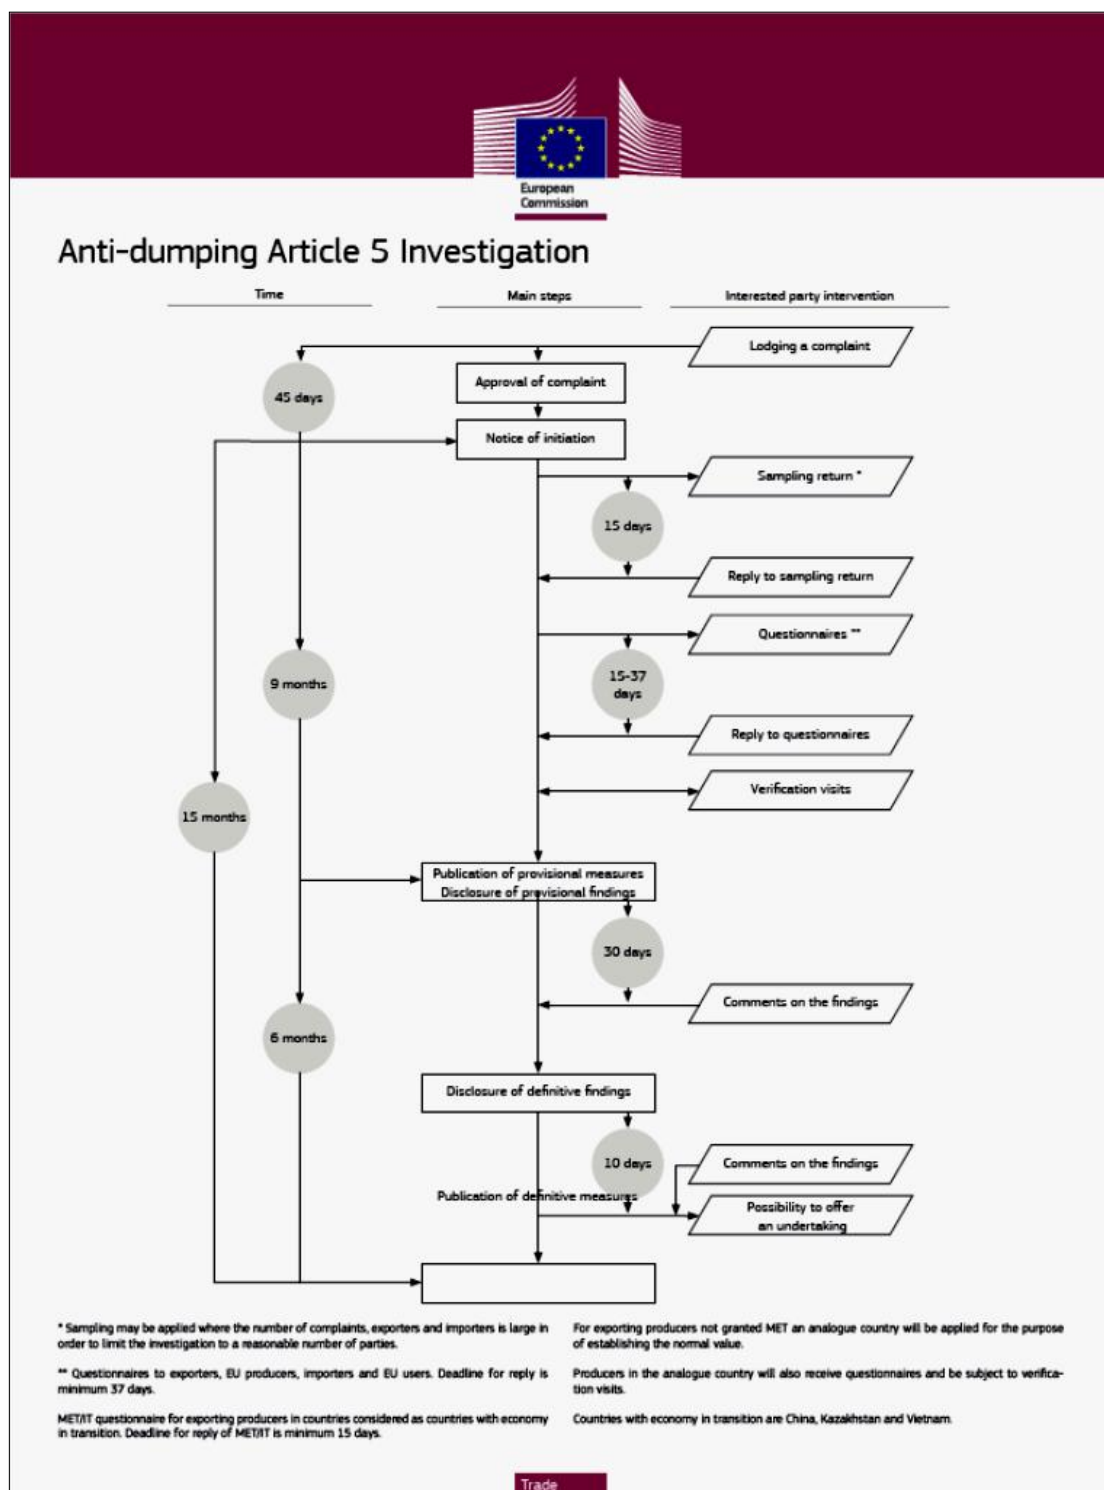 European
Commission
Anti-dumping Article 5 Investigation
Time
Main steps
Interested party intervention
Lodging a complaint
Approval of complaint
45 days
Notice of initiation
Sampling return *
15 days
Reply to sampling return
Questionnaires **
15-37
days
9 months
Reply to questionnaires
Verification visits
15 months
Publication of provisional measures
Disclosure of provisional findings
30 days
Comments on the findings
6 months
Disclosure of definitive findings
10 days
Comments on the findings
Publication of definitive measures
Possibility to offer
an undertaking
* Sampling may be applied where the number of complaints, exporters and importers is large in
order to limit the investigation to a reasonable number of parties.
** Questionnaires to exporters, EU producers, importers and EU users. Deadline for reply is
minimum 37 days.
MET/IT questionnaire for exporting producers in countries considered as countries with economy
in transition. Deadline for reply of MET/IT is minimum 15 days.
For exporting producers not granted MET an analogue country will be applied for the purpose
of establishing the normal value.
Producers in the analogue country will also receive questionnaires and be subject to verifica-
tion visits.
Countries with economy in transition are China, Kazakhstan and Vietnam.
Trade